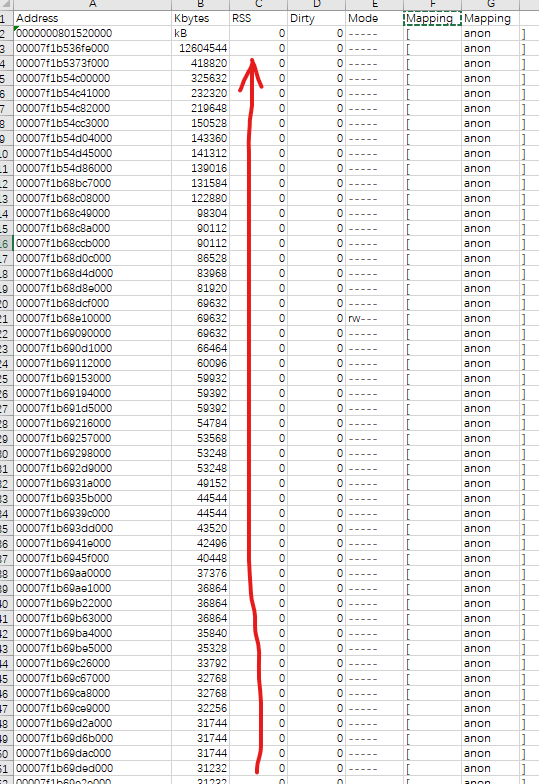 A B C D E F G
1 Address Kbytes RSS Dirty Mode Mapping Mapping
2 0000000801520000 kB 0 0 ----- [ anon ]
3 00007f1b536fe000 12604544 0 0 ----- [ anon ]
4 00007f1b5373f000 418820 0 0 ----- [ anon ]
5 00007f1b54c00000 325632 0 0 ----- [ anon ]
6 00007f1b54c41000 232320 0 0 ----- [ anon ]
7 00007f1b54c82000 219648 0 0 ----- [ anon ]
8 00007f1b54cc3000 150528 0 0 ----- [ anon ]
9 00007f1b54d04000 143360 0 0 ----- [ anon ]
10 00007f1b54d45000 141312 0 0 ----- [ anon ]
11 00007f1b54d86000 139016 0 0 ----- [ anon ]
12 00007f1b68bc7000 131584 0 0 ----- [ anon ]
13 00007f1b68c08000 122880 0 0 ----- [ anon ]
14 00007f1b68c49000 98304 0 0 ----- [ anon ]
15 00007f1b68c8a000 90112 0 0 ----- [ anon ]
16 00007f1b68ccb000 90112 0 0 ----- [ anon ]
17 00007f1b68d0c000 86528 0 0 ----- [ anon ]
18 00007f1b68d4d000 83968 0 0 ----- [ anon ]
19 00007f1b68d8e000 81920 0 0 ----- [ anon ]
20 00007f1b68dcf000 69632 0 0 ----- [ anon ]
21 00007f1b68e10000 69632 0 0 rw--- [ anon ]
22 00007f1b69090000 69632 0 0 ----- [ anon ]
23 00007f1b690d1000 66464 0 0 ----- [ anon ]
24 00007f1b69112000 60096 0 0 ----- [ anon ]
25 00007f1b69153000 59932 0 0 ----- [ anon ]
26 00007f1b69194000 59392 0 0 ----- [ anon ]
27 00007f1b691d5000 59392 0 0 ----- [ anon ]
28 00007f1b69216000 54784 0 0 ----- [ anon ]
29 00007f1b69257000 53568 0 0 ----- [ anon ]
30 00007f1b69298000 53248 0 0 ----- [ anon ]
31 00007f1b692d9000 53248 0 0 ----- [ anon ]
32 00007f1b6931a000 49152 0 0 ----- [ anon ]
33 00007f1b6935b000 44544 0 0 ----- [ anon ]
34 00007f1b6939c000 44544 0 0 ----- [ anon ]
35 00007f1b693dd000 43520 0 0 ----- [ anon ]
36 00007f1b6941e000 42496 0 0 ----- [ anon ]
37 00007f1b6945f000 40448 0 0 ----- [ anon ]
38 00007f1b69aa0000 37376 0 0 ----- [ anon ]
39 00007f1b69ae1000 36864 0 0 ----- [ anon ]
40 00007f1b69b22000 36864 0 0 ----- [ anon ]
41 00007f1b69b63000 36864 0 0 ----- [ anon ]
42 00007f1b69ba4000 35840 0 0 ----- [ anon ]
43 00007f1b69be5000 35328 0 0 ----- [ anon ]
44 00007f1b69c26000 33792 0 0 ----- [ anon ]
45 00007f1b69c67000 32768 0 0 ----- [ anon ]
46 00007f1b69ca8000 32768 0 0 ----- [ anon ]
47 00007f1b69ce9000 32256 0 0 ----- [ anon ]
48 00007f1b69d2a000 31744 0 0 ----- [ anon ]
49 00007f1b69d6b000 31744 0 0 ----- [ anon ]
50 00007f1b69dac000 31744 0 0 ----- [ anon ]
51 00007f1b69ded000 31232 0 0 ----- [ anon ]